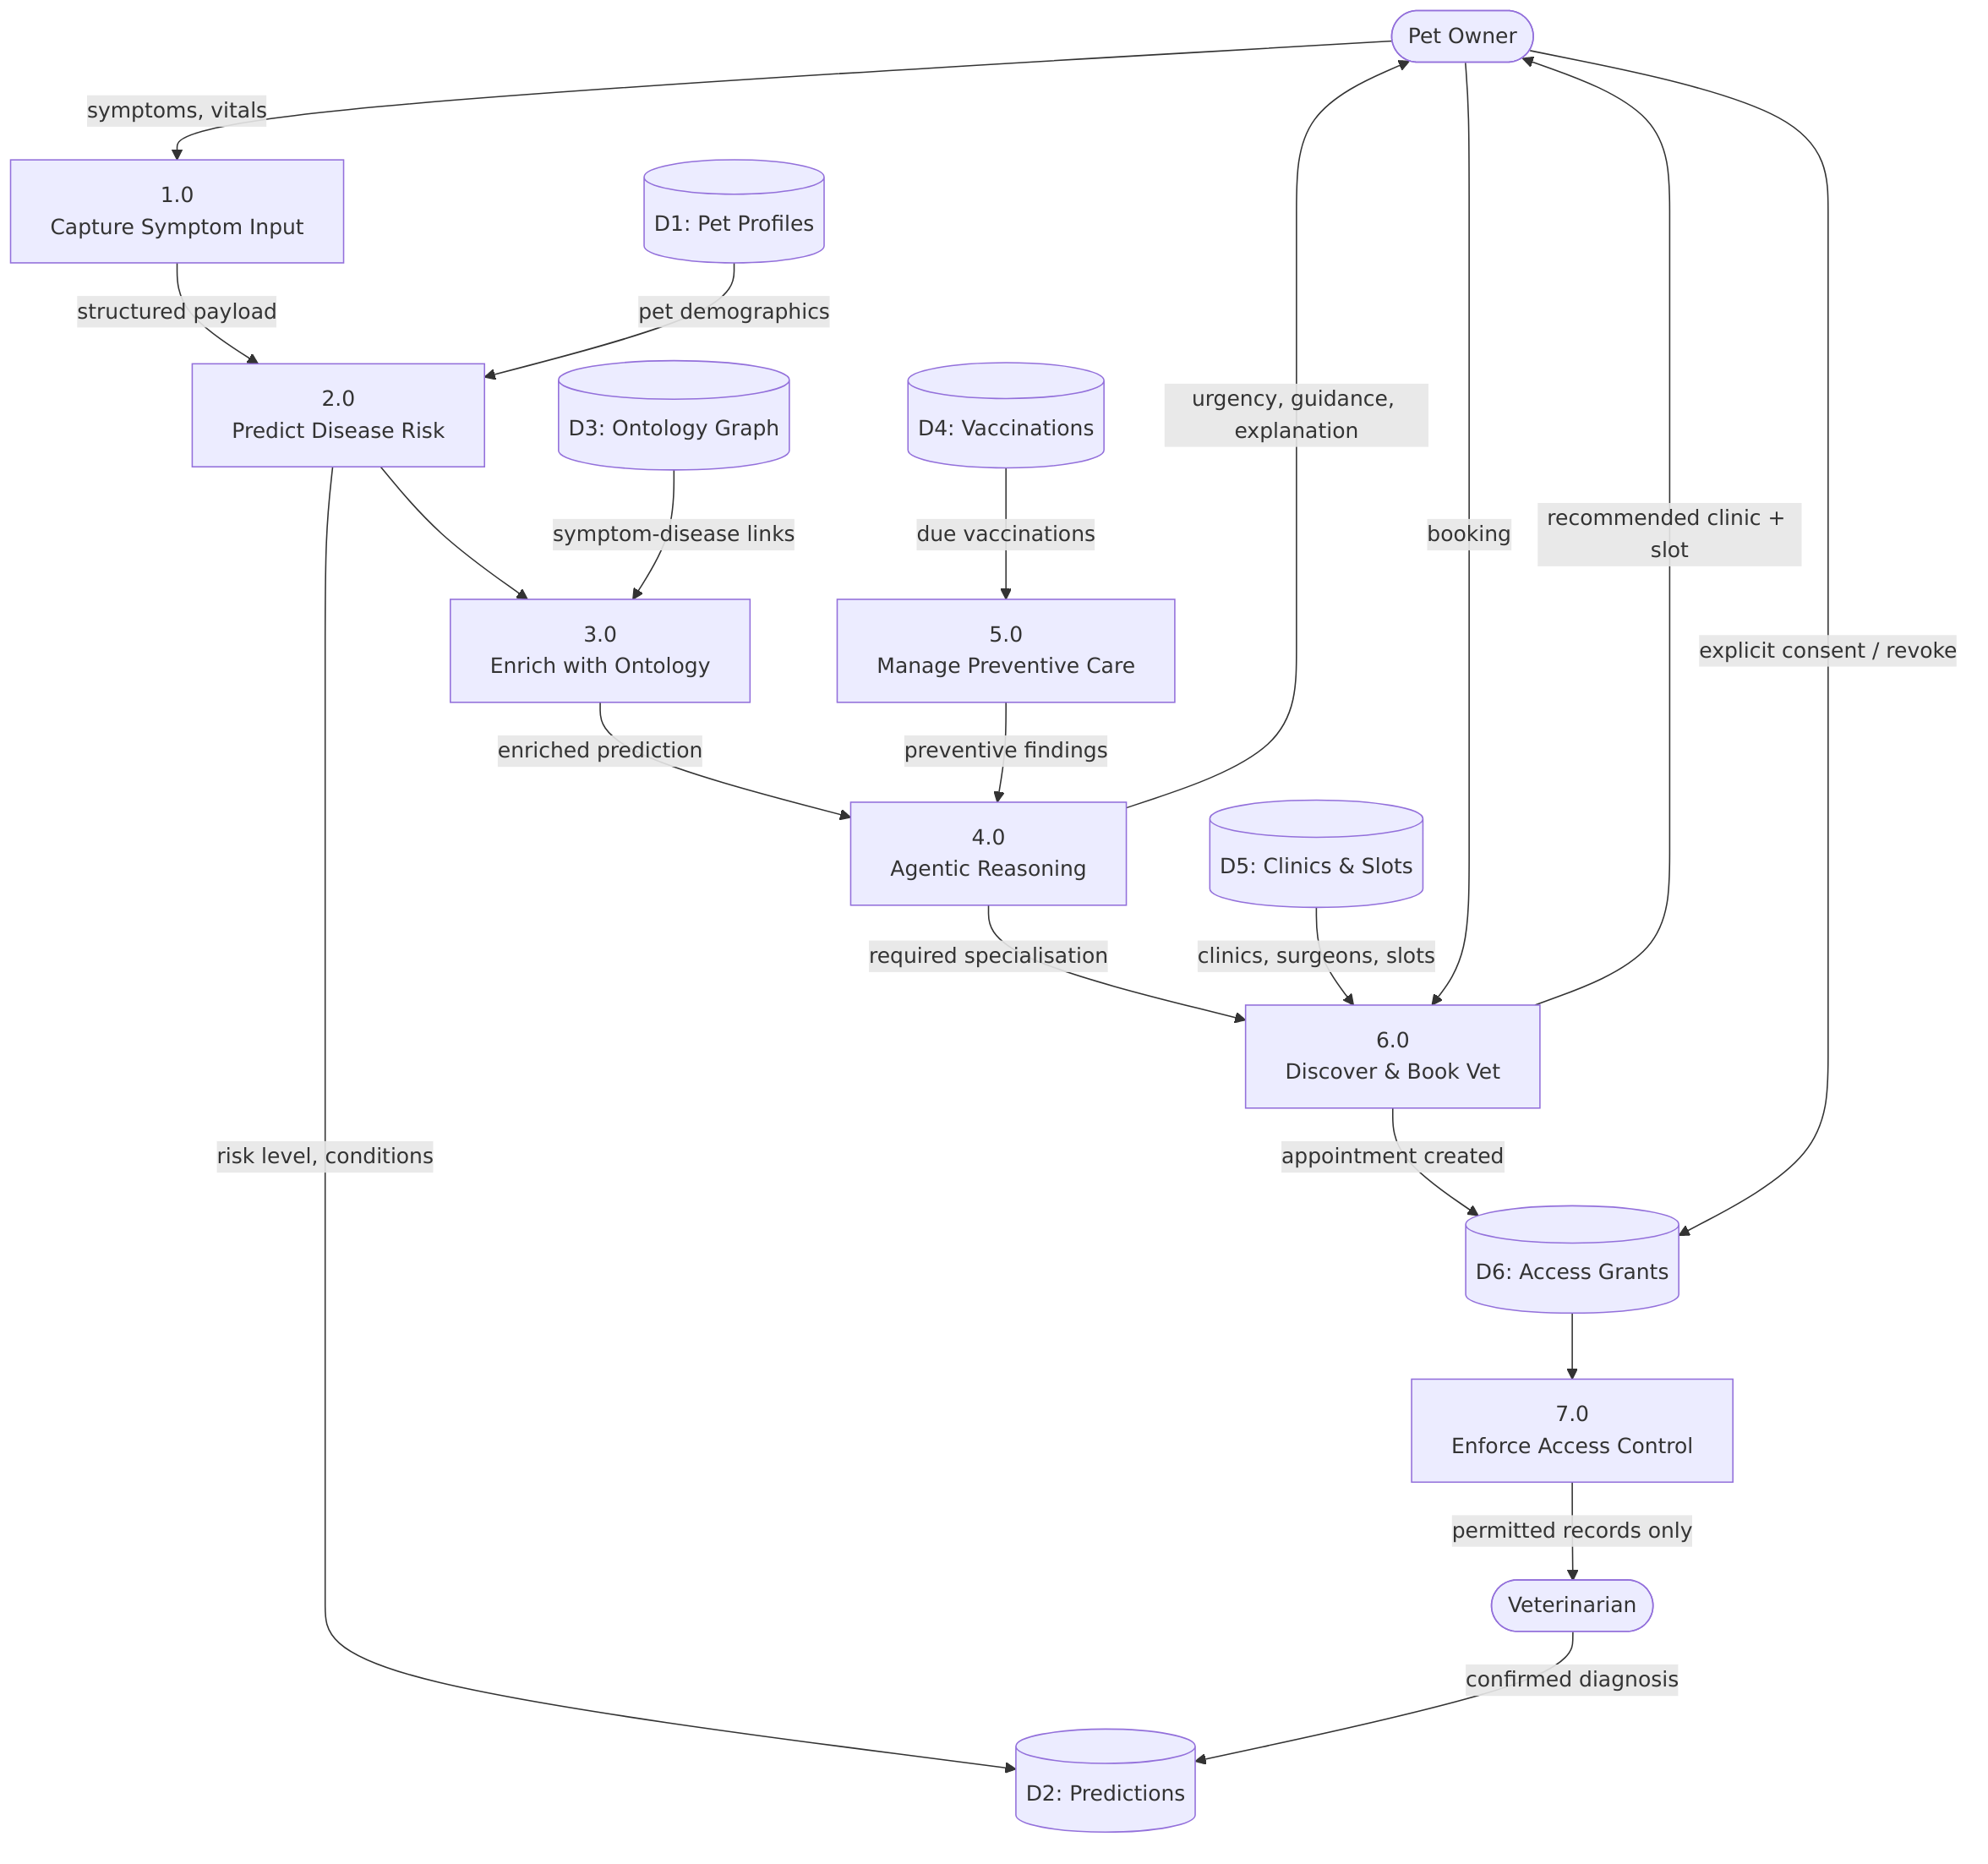 Pet Owner
symptoms, vitals
1.0
Capture Symptom Input
D1: Pet Profiles
structured payload
pet demographics
2.0
Predict Disease Risk
D3: Ontology Graph
D4: Vaccinations
urgency, guidance,
explanation
symptom-disease links
due vaccinations
booking
recommended clinic +
slot
3.0
Enrich with Ontology
5.0
Manage Preventive Care
explicit consent / revoke
enriched prediction
preventive findings
4.0
Agentic Reasoning
D5: Clinics & Slots
required specialisation
clinics, surgeons, slots
6.0
Discover & Book Vet
risk level, conditions
appointment created
D6: Access Grants
7.0
Enforce Access Control
permitted records only
Veterinarian
confirmed diagnosis
D2: Predictions